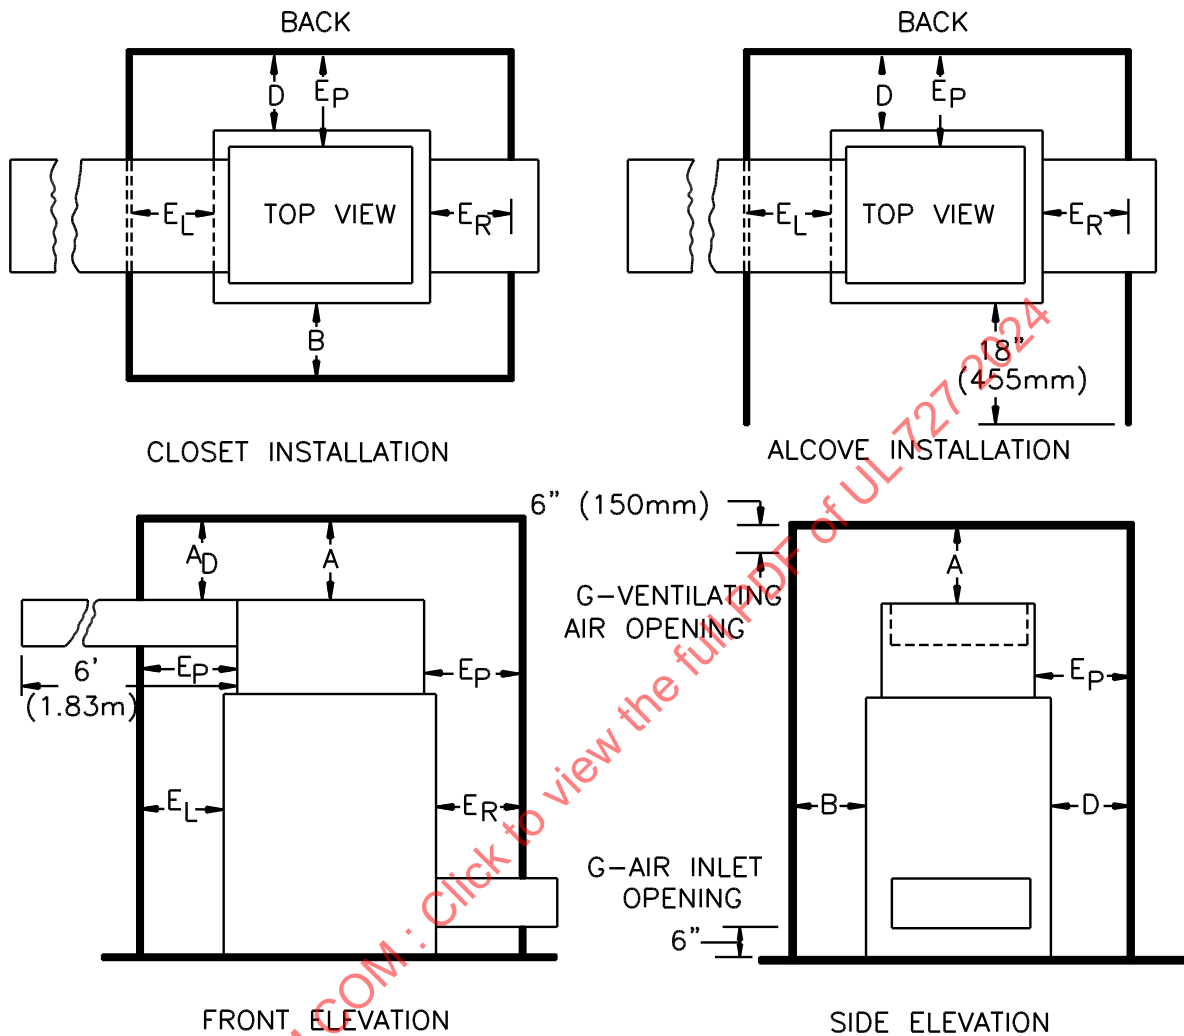 BACK
BACK
D
EP
D
EP
EL
TOP VIEW
ER
EL
TOP VIEW
ER
B
18"
(455mm)
CLOSET INSTALLATION
ALCOVE INSTALLATION
6" (150mm)
AD
A
A
G-VENTILATING
AIR OPENING
EP
6'
(1.83m)
EP
EP
EL
ER
B
D
G-AIR INLET
OPENING
6"
FRONT ELEVATION
SIDE ELEVATION
.COM : Click to view the full PDF of UL 727 2024